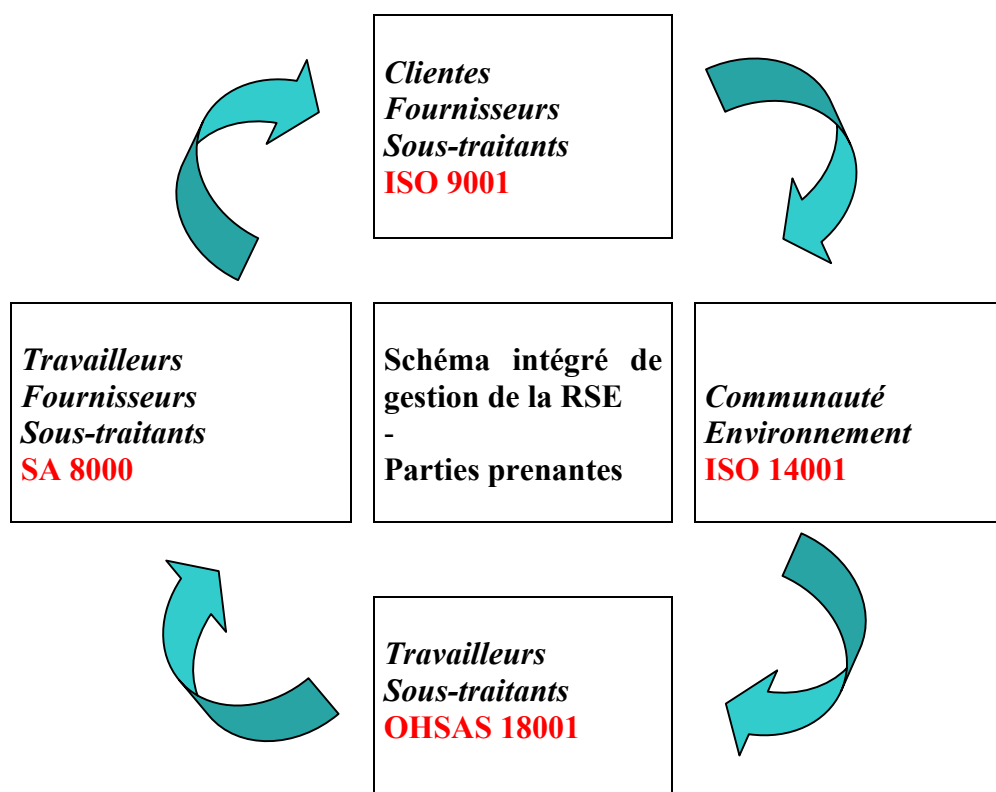 Clientes
Fournisseurs
Sous-traitants
ISO 9001
Travailleurs
Fournisseurs
Sous-traitants
SA 8000
Schéma intégré de
gestion de la RSE
-
Parties prenantes
Communauté
Environnement
ISO 14001
Travailleurs
Sous-traitants
OHSAS 18001